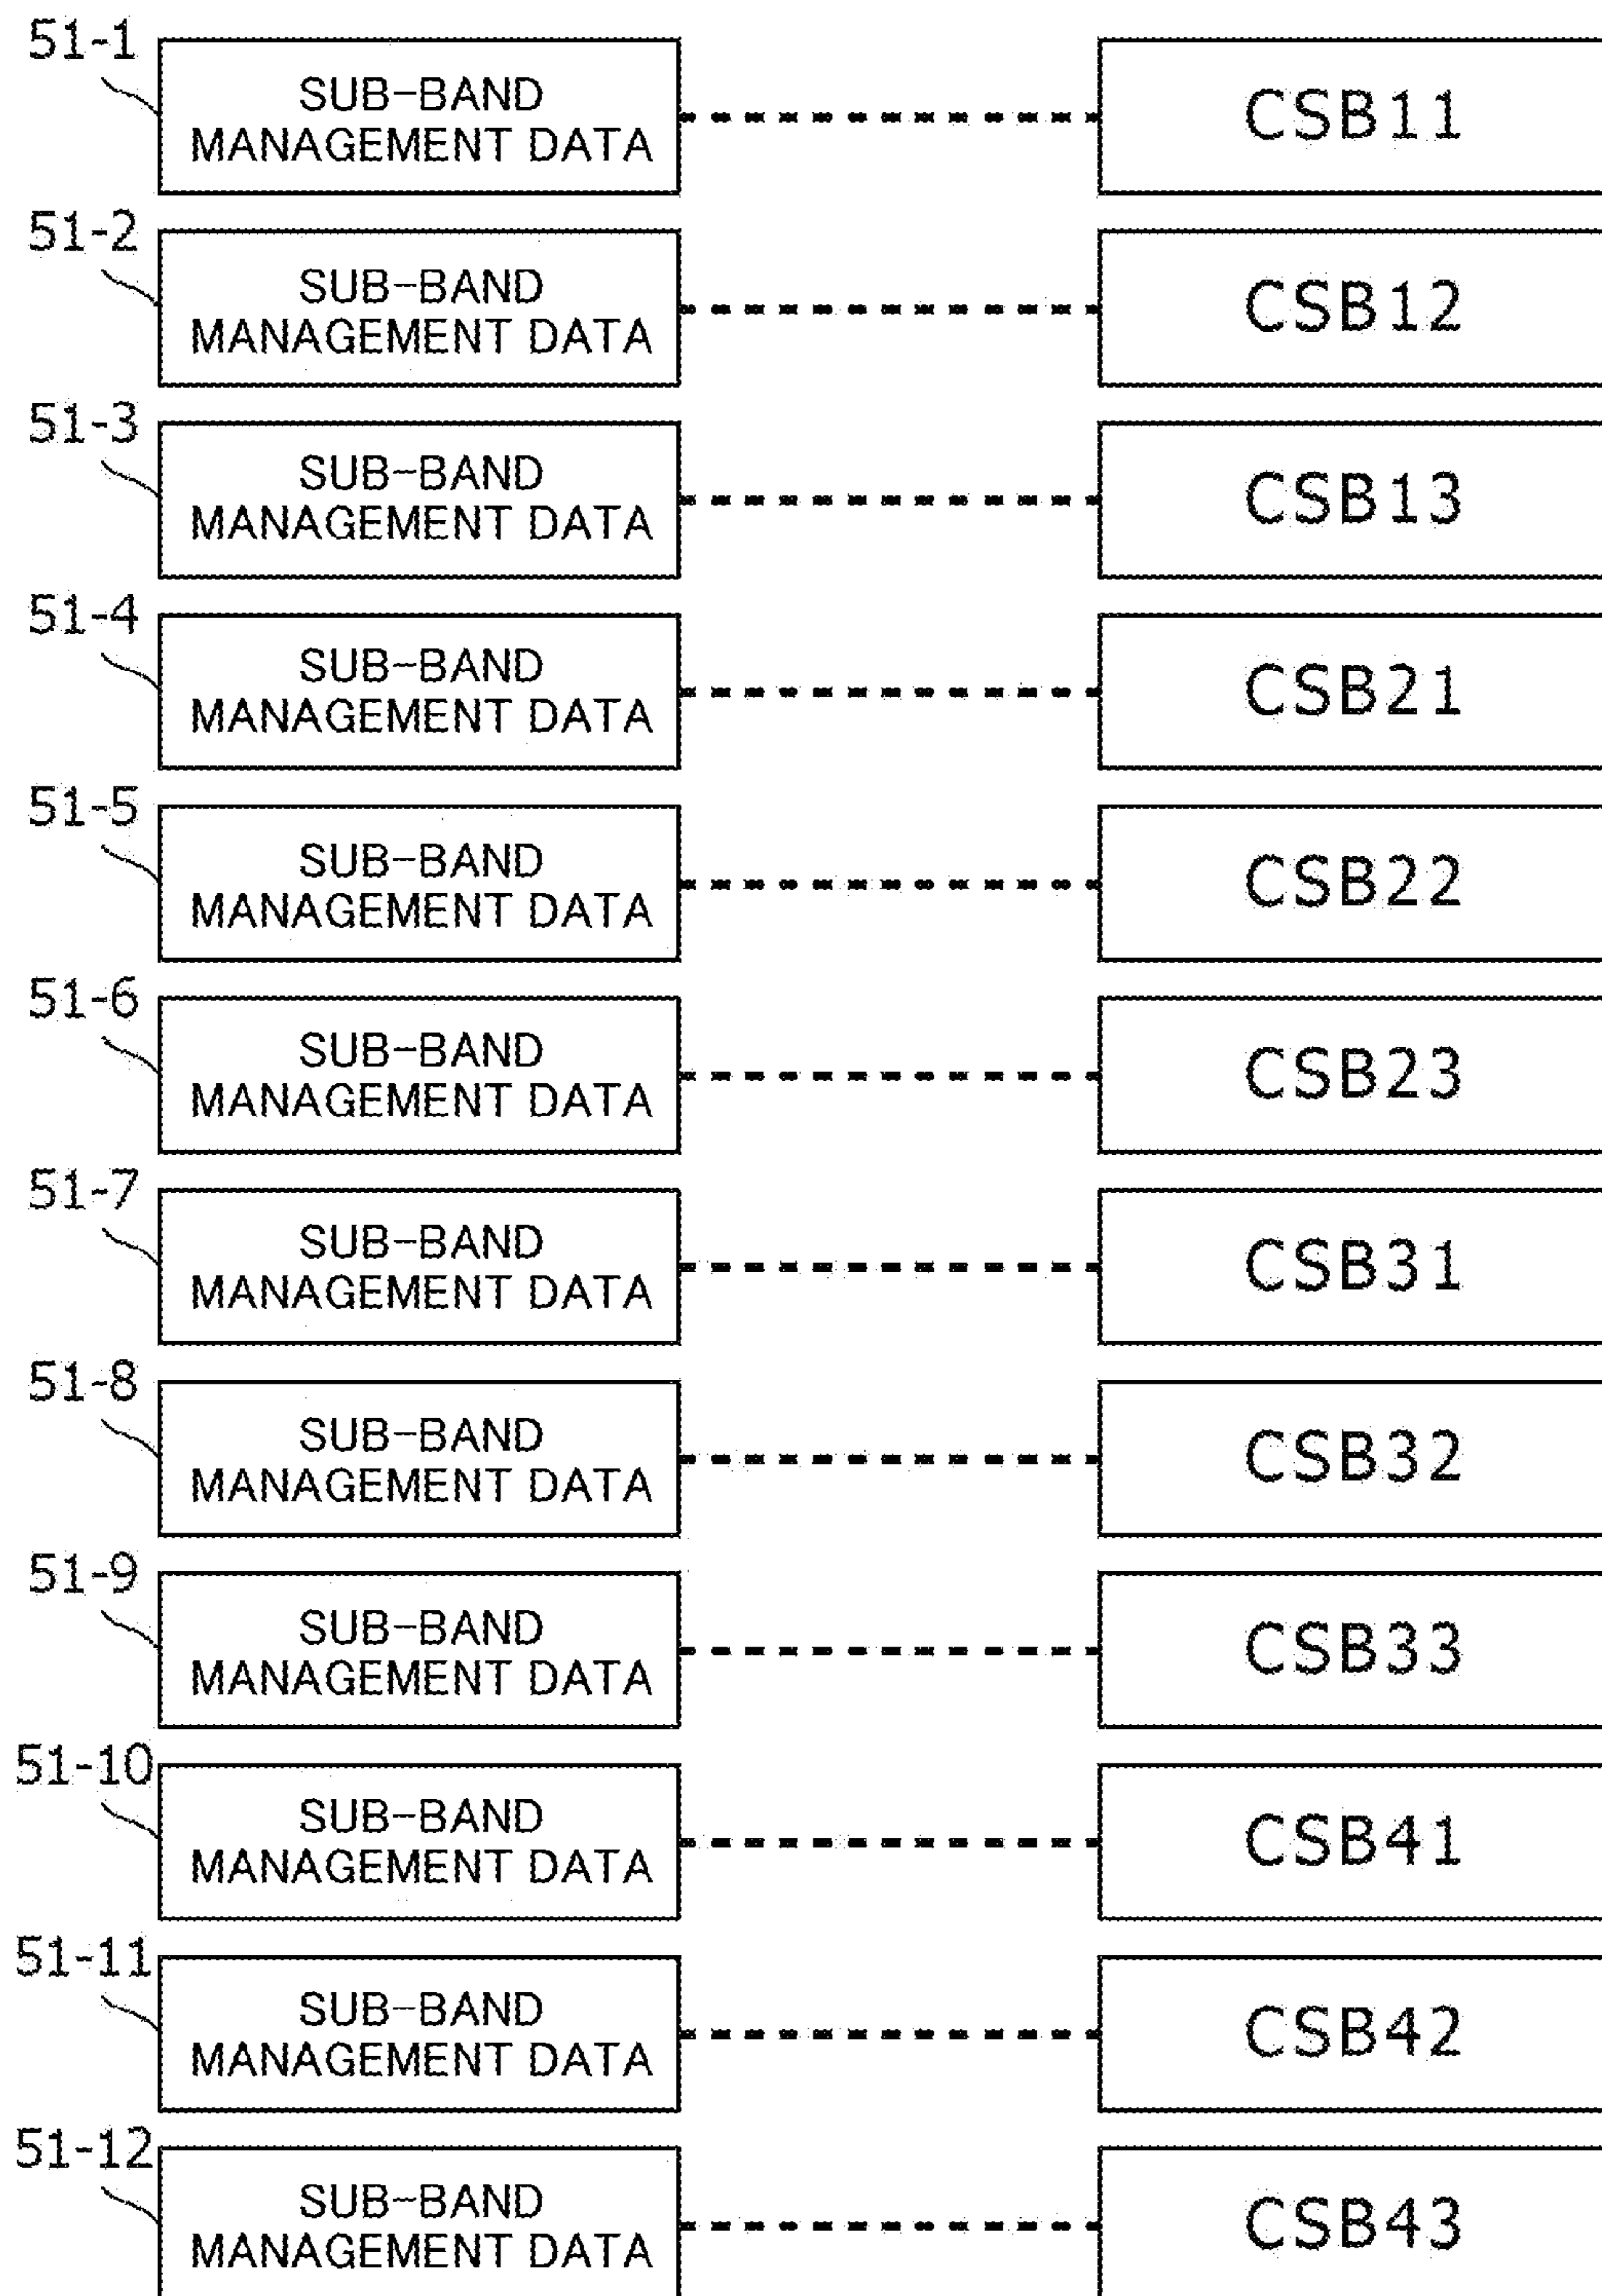 51-1
SUB-BAND
MANAGEMENT DATA
CSB11
51-2
SUB-BAND
MANAGEMENT DATA
CSB12
51-3
SUB-BAND
MANAGEMENT DATA
CSB13
51-4
SUB-BAND
MANAGEMENT DATA
CSB21
51-5
SUB-BAND
MANAGEMENT DATA
CSB22
51-6
SUB-BAND
MANAGEMENT DATA
CSB23
51-7
SUB-BAND
MANAGEMENT DATA
CSB31
51-8
SUB-BAND
MANAGEMENT DATA
CSB32
51-9
SUB-BAND
MANAGEMENT DATA
CSB33
51-10
SUB-BAND
MANAGEMENT DATA
CSB41
51-11
SUB-BAND
MANAGEMENT DATA
CSB42
51-12
SUB-BAND
MANAGEMENT DATA
CSB43